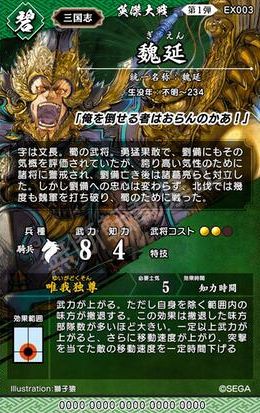 碧
三国志
英傑大戦
第1弾
EX003
ぎえん
魏延
統一名称：魏延
生没年：不明～234
「俺を倒せる者はおらんのかあ！」
字は文長。蜀の武将。勇猛果敢で、劉備にもその
気概を評価されていたが、誇り高い気性のために
諸将に警戒され、劉備亡き後は諸葛亮らと対立
した。しかし劉備への忠心は変わらず、北伐では幾
度も魏軍を打ち破り、蜀のために戦った。
兵種 武力 知力 武将コスト
騎兵 8 4 特技
ゆいがどくそん
唯我独尊
必要士気 5
効果時間 知力時間
効果範囲
武力が上がる。ただし自身を除く範囲内の
味方が撤退する。この効果は撤退した味方
部隊数が多いほど大きい。一定以上武力が
上がると、さらに移動速度が上がり、突撃
を当てた敵の移動速度を一定時間下げる
Illustration:獅子猿
©SEGA
0000-0000-0000-0000-0000